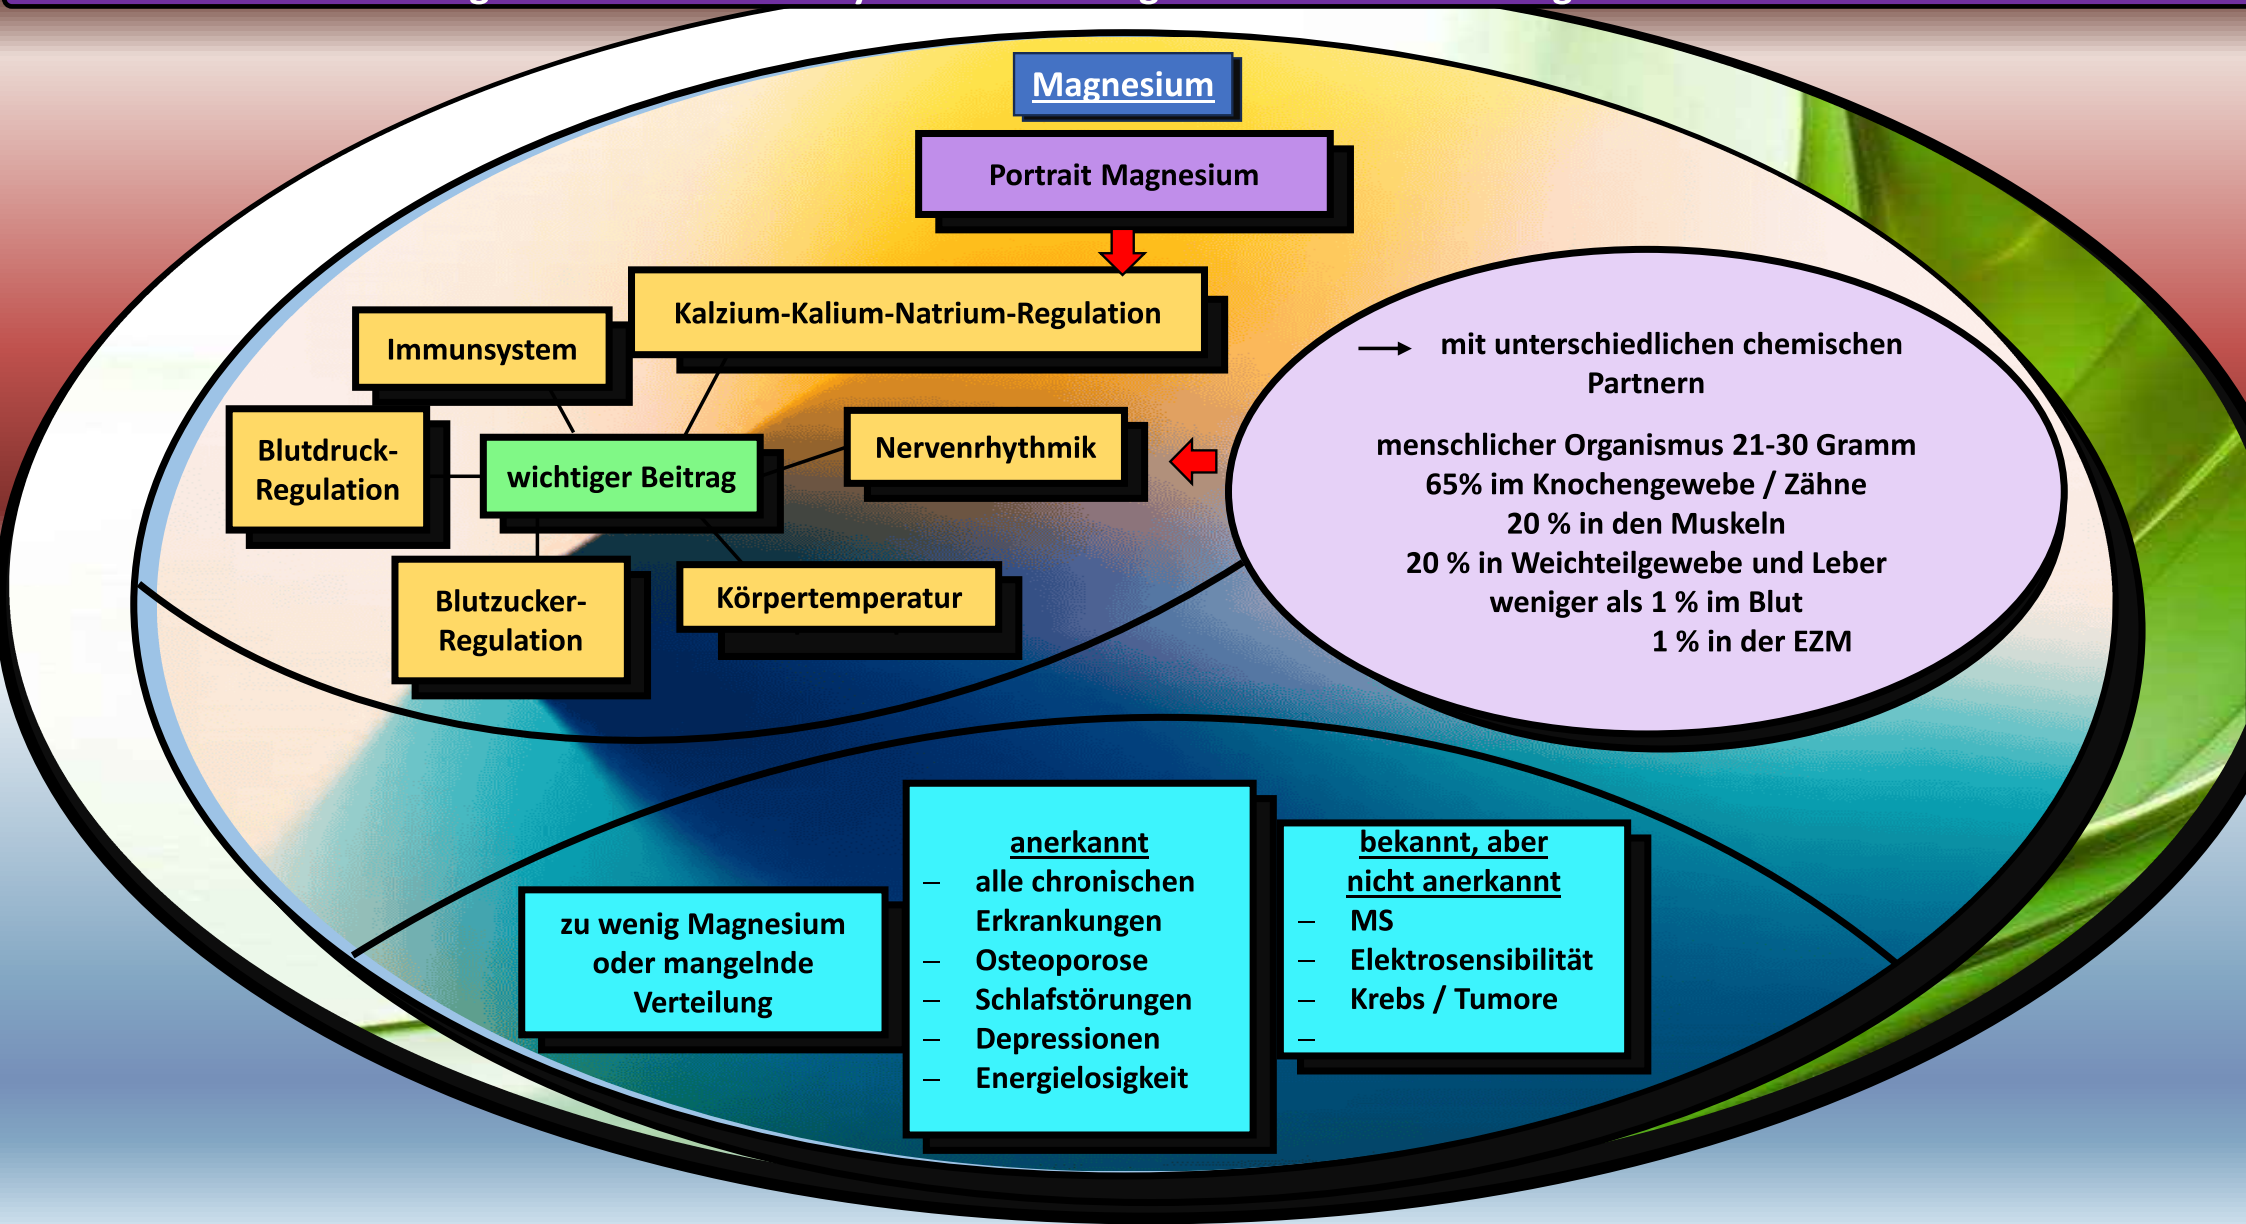 Magnesium
Portrait Magnesium
Kalzium-Kalium-Natrium-Regulation
Immunsystem
Blutdruck-
Regulation
wichtiger Beitrag
Nervenrhythmik
Blutzucker-
Regulation
Körpertemperatur
→ mit unterschiedlichen chemischen
Partnern
menschlicher Organismus 21-30 Gramm
65% im Knochengewebe / Zähne
20 % in den Muskeln
20 % in Weichteilgewebe und Leber
weniger als 1 % im Blut
1 % in der EZM
zu wenig Magnesium
oder mangelnde
Verteilung
anerkannt
– alle chronischen
Erkrankungen
– Osteoporose
– Schlafstörungen
– Depressionen
– Energielosigkeit
bekannt, aber
nicht anerkannt
– MS
– Elektrosensibilität
– Krebs / Tumore
–